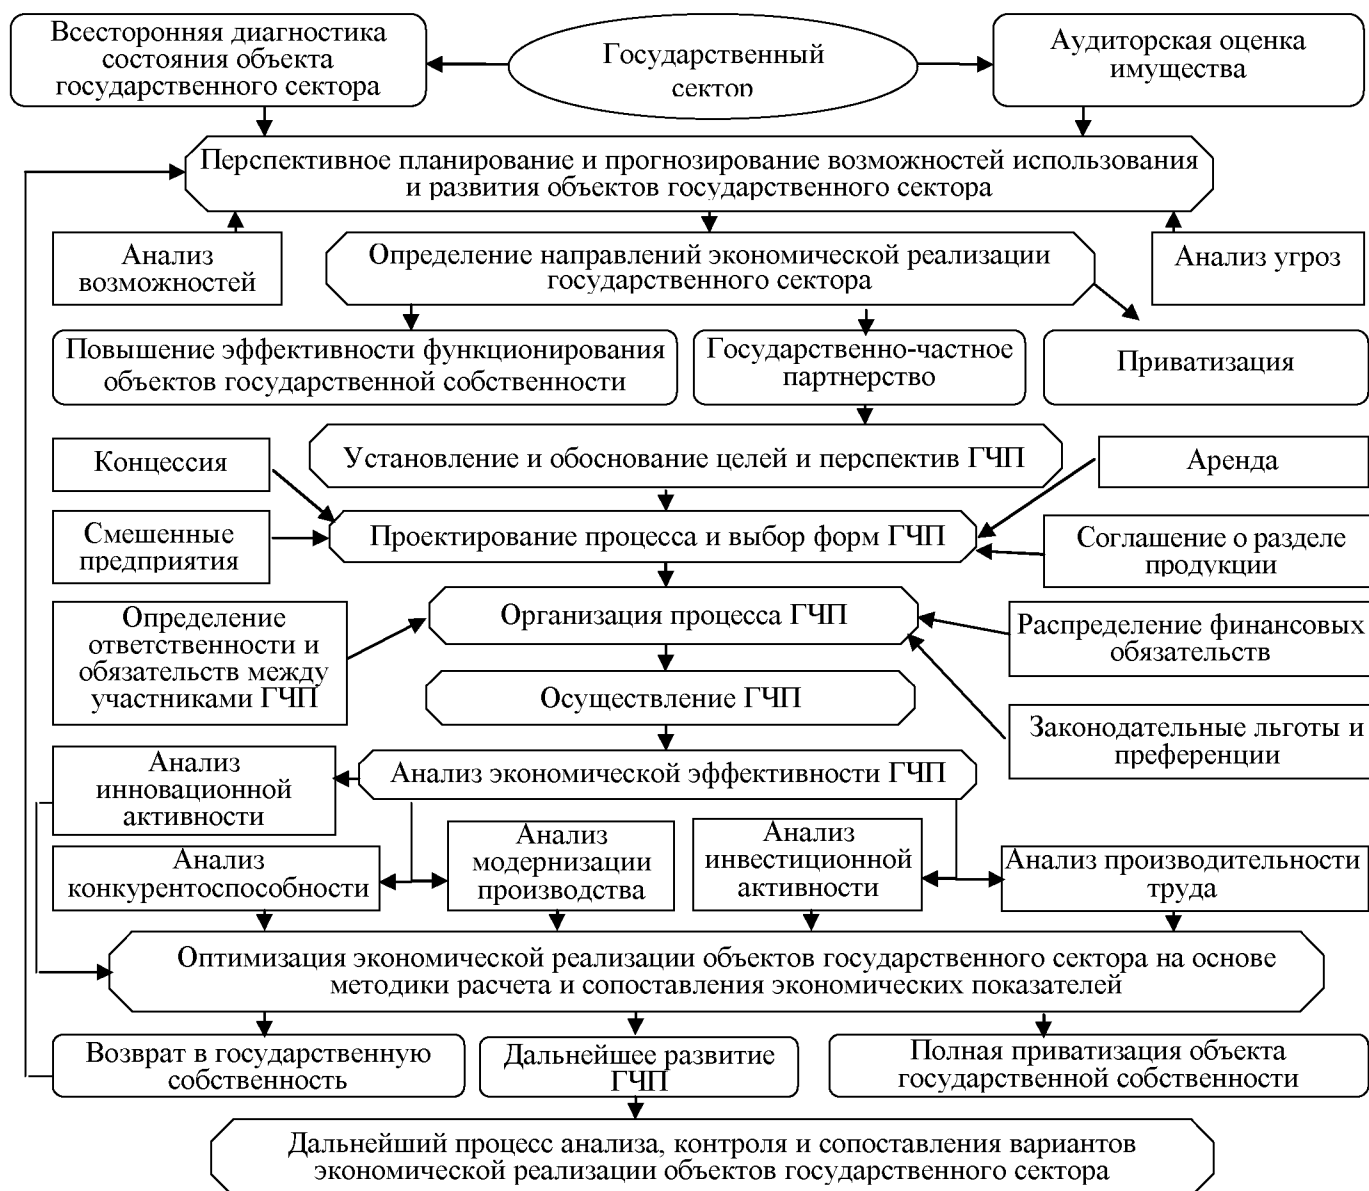 Всесторонняя диагностика
состояния объекта
государственного сектора
Государственный
сектор
Аудиторская оценка
имущества
Перспективное планирование и прогнозирование возможностей использования
и развития объектов государственного сектора
Анализ
возможностей
Определение направлений экономической реализации
государственного сектора
Анализ угроз
Повышение эффективности функционирования
объектов государственной собственности
Государственно-частное
партнерство
Приватизация
Установление и обоснование целей и перспектив ГЧП
Концессия
Аренда
Смешенные
предприятия
Проектирование процесса и выбор форм ГЧП
Соглашение о разделе
продукции
Определение
ответственности и
обязательств между
участниками ГЧП
Организация процесса ГЧП
Распределение финансовых
обязательств
Осуществление ГЧП
Законодательные льготы и
преференции
Анализ
инновационной
активности
Анализ экономической эффективности ГЧП
Анализ
конкурентоспособности
Анализ
модернизации
производства
Анализ
инвестиционной
активности
Анализ производительности
труда
Оптимизация экономической реализации объектов государственного сектора на основе
методики расчета и сопоставления экономических показателей
Возврат в государственную
собственность
Дальнейшее развитие
ГЧП
Полная приватизация объекта
государственной собственности
Дальнейший процесс анализа, контроля и сопоставления вариантов
экономической реализации объектов государственного сектора